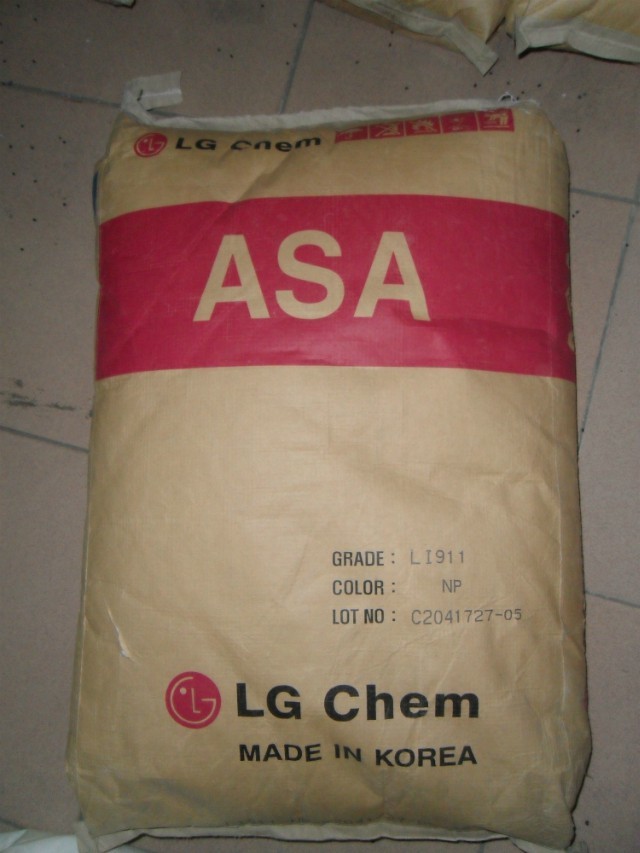 LG Chem
ASA
GRADE : LI911
COLOR : NP
LOT NO : C2041727-05
LG Chem
MADE IN KOREA